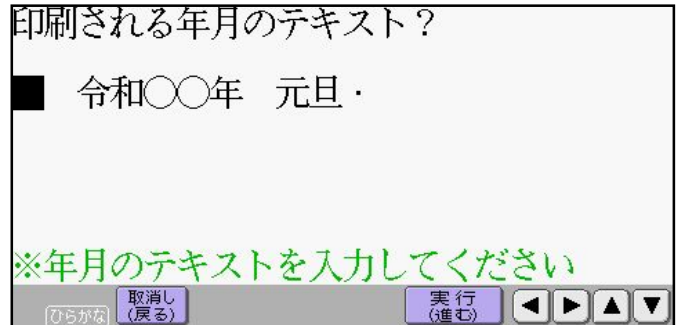 印刷される年月のテキスト？
■　令和○○年　元旦・
※年月のテキストを入力してください
ひらがな 取消し 実行 ◀ ▶ ▲ ▼
(戻る) (進む)